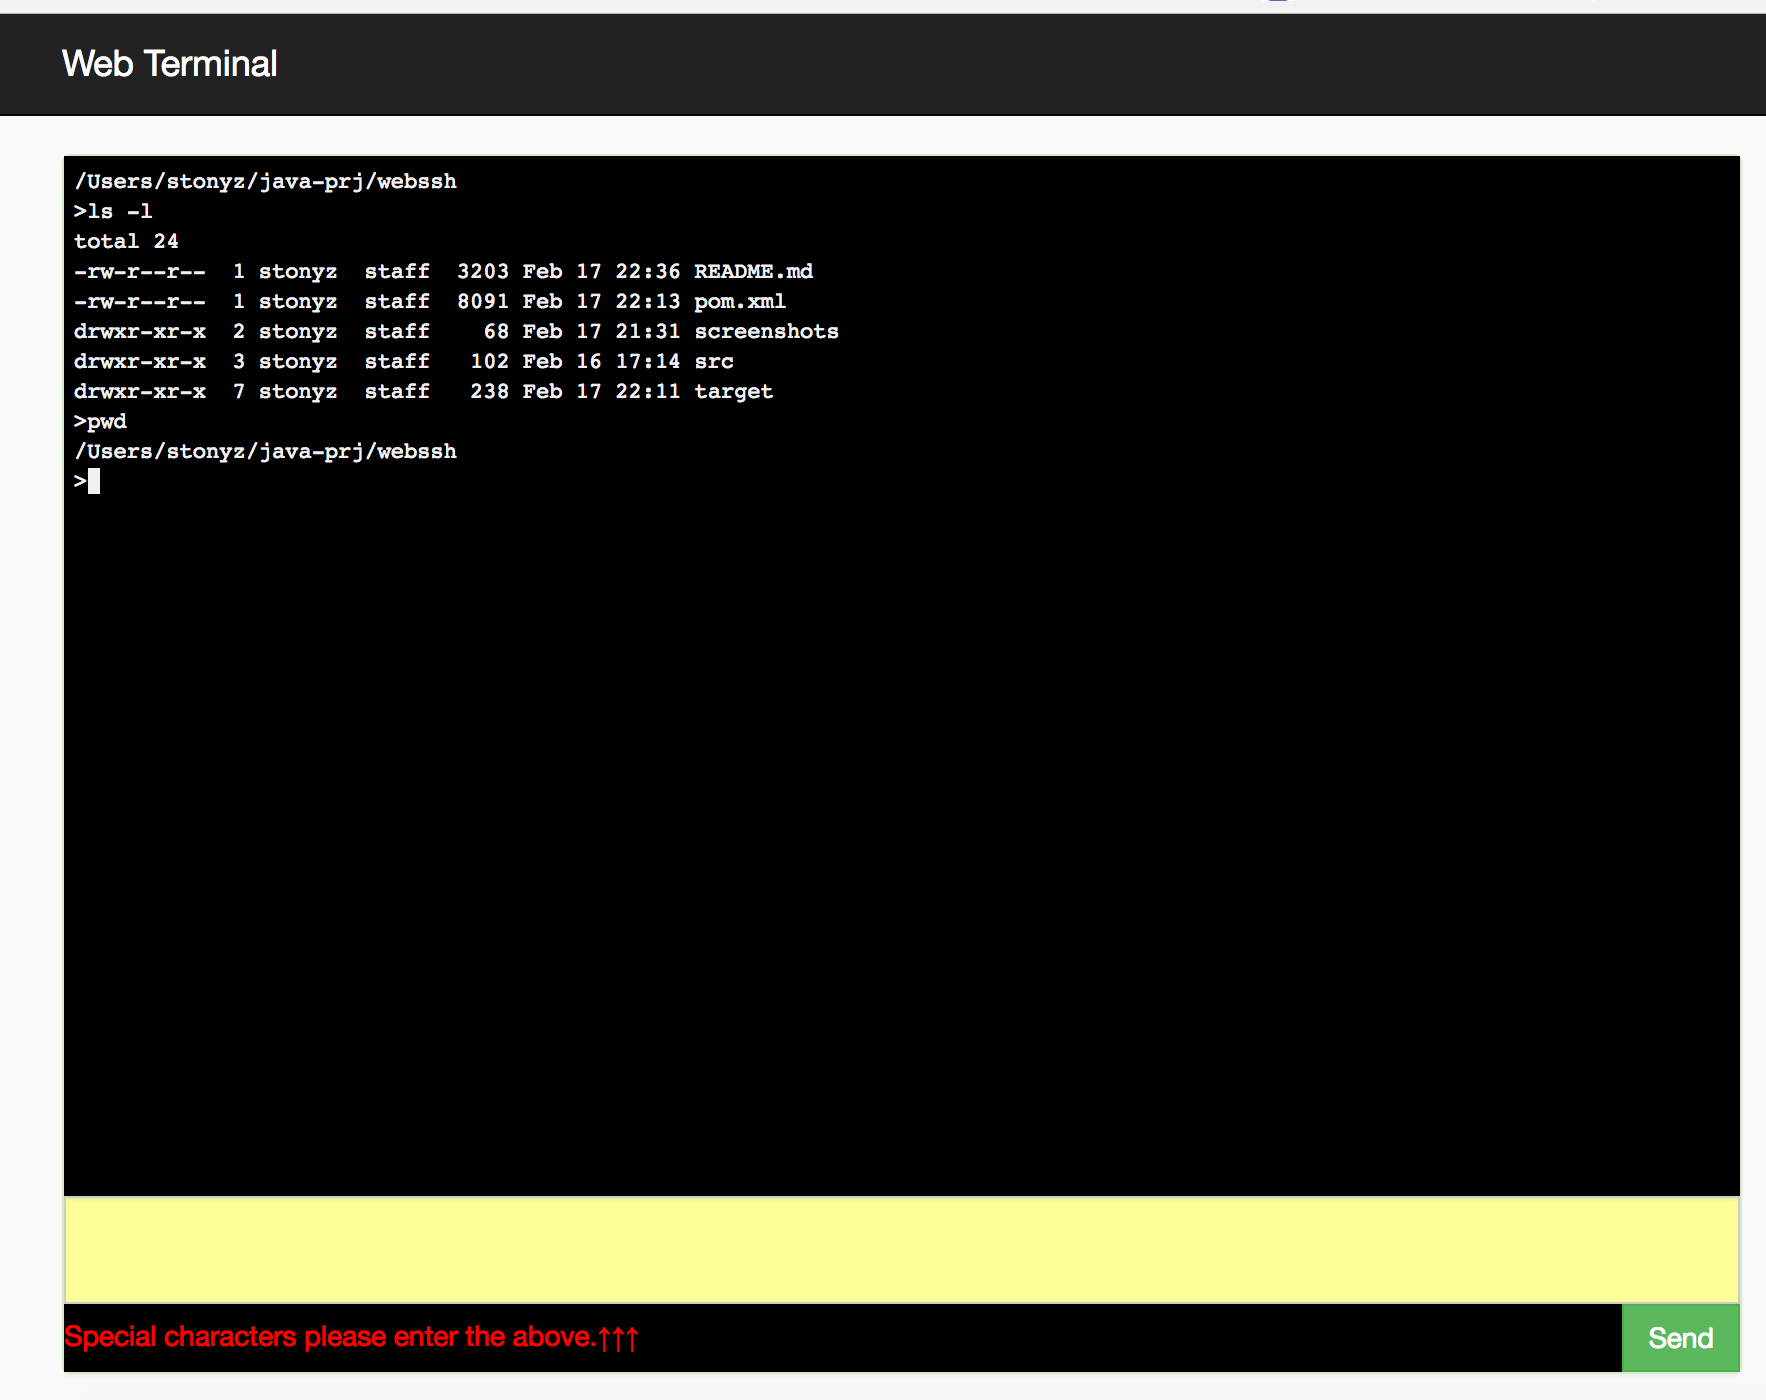 Web Terminal
/Users/stonyz/java-prj/webssh
>ls -l
total 24
-rw-r--r--  1 stonyz  staff  3203 Feb 17 22:36 README.md
-rw-r--r--  1 stonyz  staff  8091 Feb 17 22:13 pom.xml
drwxr-xr-x  2 stonyz  staff    68 Feb 17 21:31 screenshots
drwxr-xr-x  3 stonyz  staff   102 Feb 16 17:14 src
drwxr-xr-x  7 stonyz  staff   238 Feb 17 22:11 target
>pwd
/Users/stonyz/java-prj/webssh
>
Special characters please enter the above.↑↑↑
Send